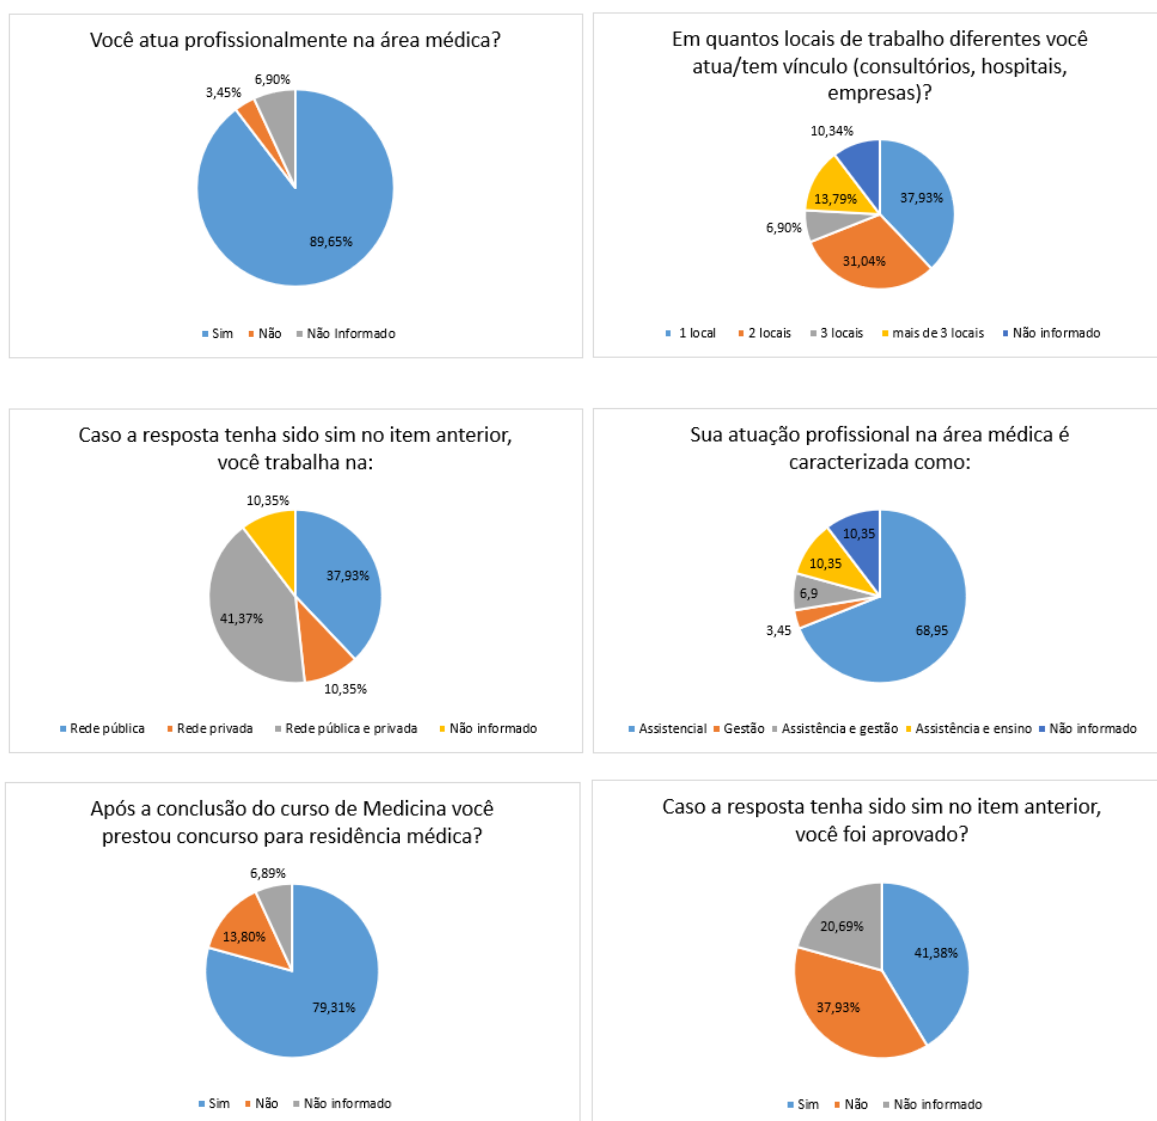 Você atua profissionalmente na área médica?
6,90%
3,45%
89,65%
Sim Não Não Informado
Em quantos locais de trabalho diferentes você
atua/tem vínculo (consultórios, hospitais,
empresas)?
10,34%
13,79%
37,93%
6,90%
31,04%
1 local 2 locais 3 locais mais de 3 locais Não informado
Caso a resposta tenha sido sim no item anterior,
você trabalha na:
10,35%
37,93%
41,37%
10,35%
Rede pública Rede privada Rede pública e privada Não informado
Sua atuação profissional na área médica é
caracterizada como:
10,35
10,35
6,9
3,45
68,95
Assistencial Gestão Assistência e gestão Assistência e ensino Não informado
Após a conclusão do curso de Medicina você
prestou concurso para residência médica?
6,89%
13,80%
79,31%
Sim Não Não informado
Caso a resposta tenha sido sim no item anterior,
você foi aprovado?
20,69%
41,38%
37,93%
Sim Não Não informado